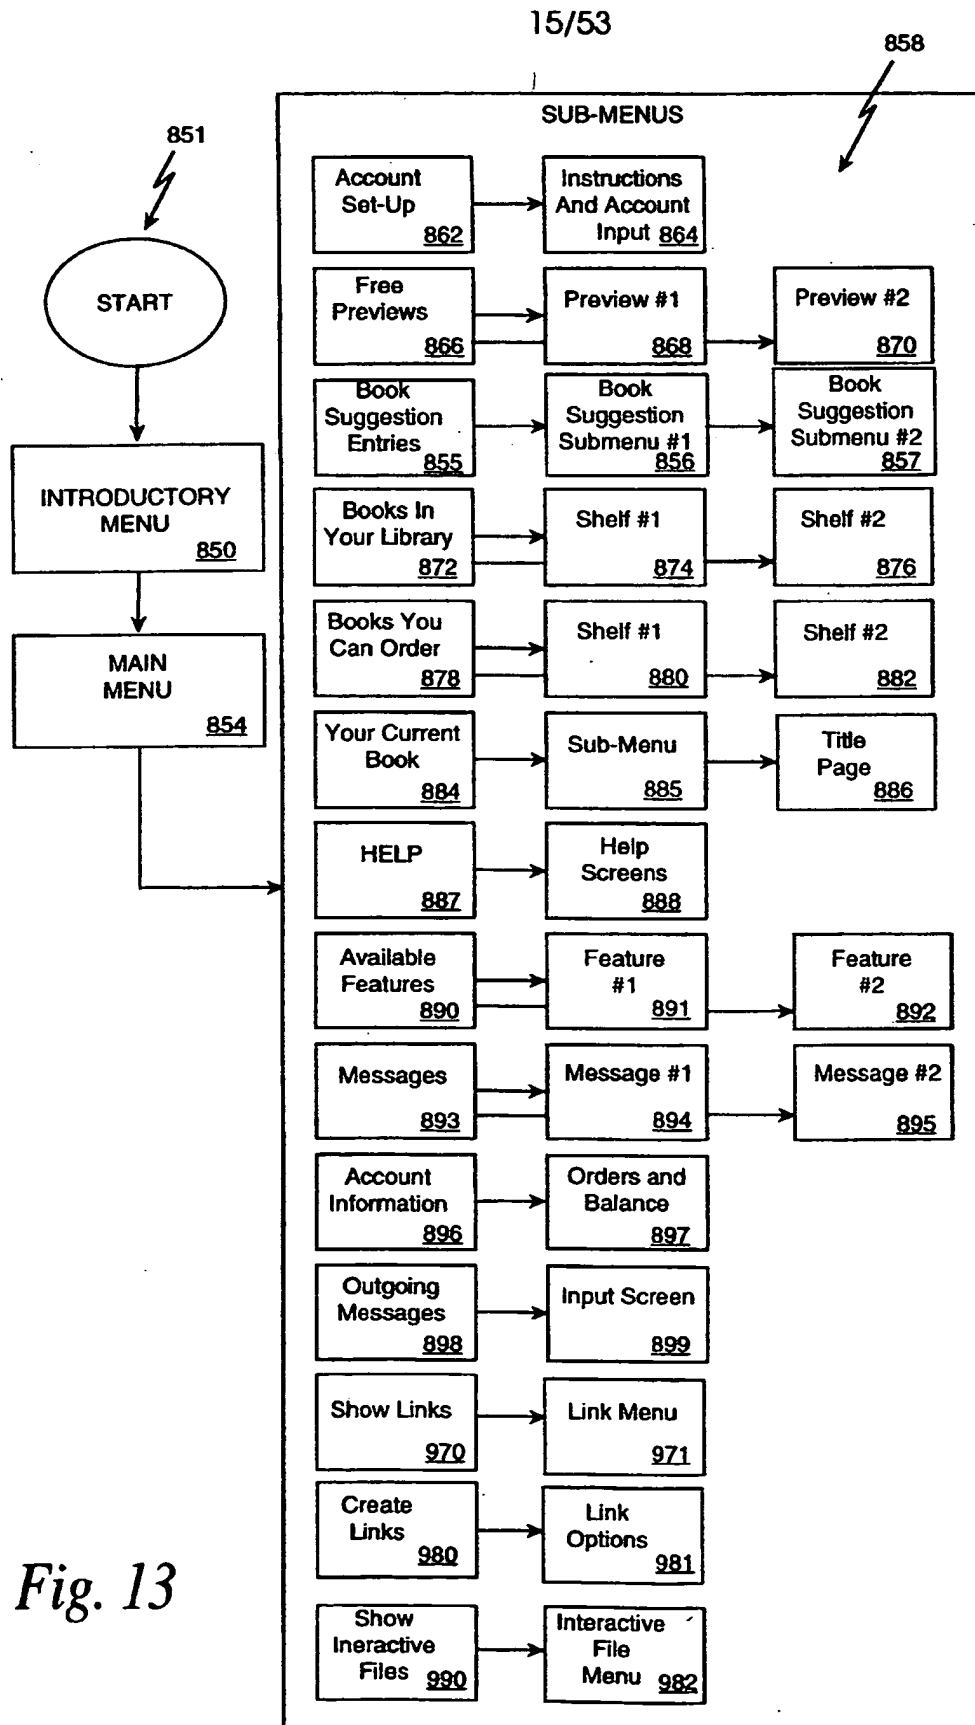 15/53
858
851
SUB-MENUS
START
INTRODUCTORY
MENU
850
MAIN
MENU
854
Account
Set-Up
862
Instructions
And Account
Input 864
Free
Previews
866
Preview #1
868
Preview #2
870
Book
Suggestion
Entries
855
Book
Suggestion
Submenu #1
856
Book
Suggestion
Submenu #2
857
Books In
Your Library
872
Shelf #1
874
Shelf #2
876
Books You
Can Order
878
Shelf #1
880
Shelf #2
882
Your Current
Book
884
Sub-Menu
885
Title
Page
886
HELP
887
Help
Screens
888
Available
Features
890
Feature
#1
891
Feature
#2
892
Messages
893
Message #1
894
Message #2
895
Account
Information
896
Orders and
Balance
897
Outgoing
Messages
898
Input Screen
899
Show Links
970
Link Menu
971
Create
Links
980
Link
Options
981
Show
Ineractive
Files 990
Interactive
File
Menu 982
Fig. 13